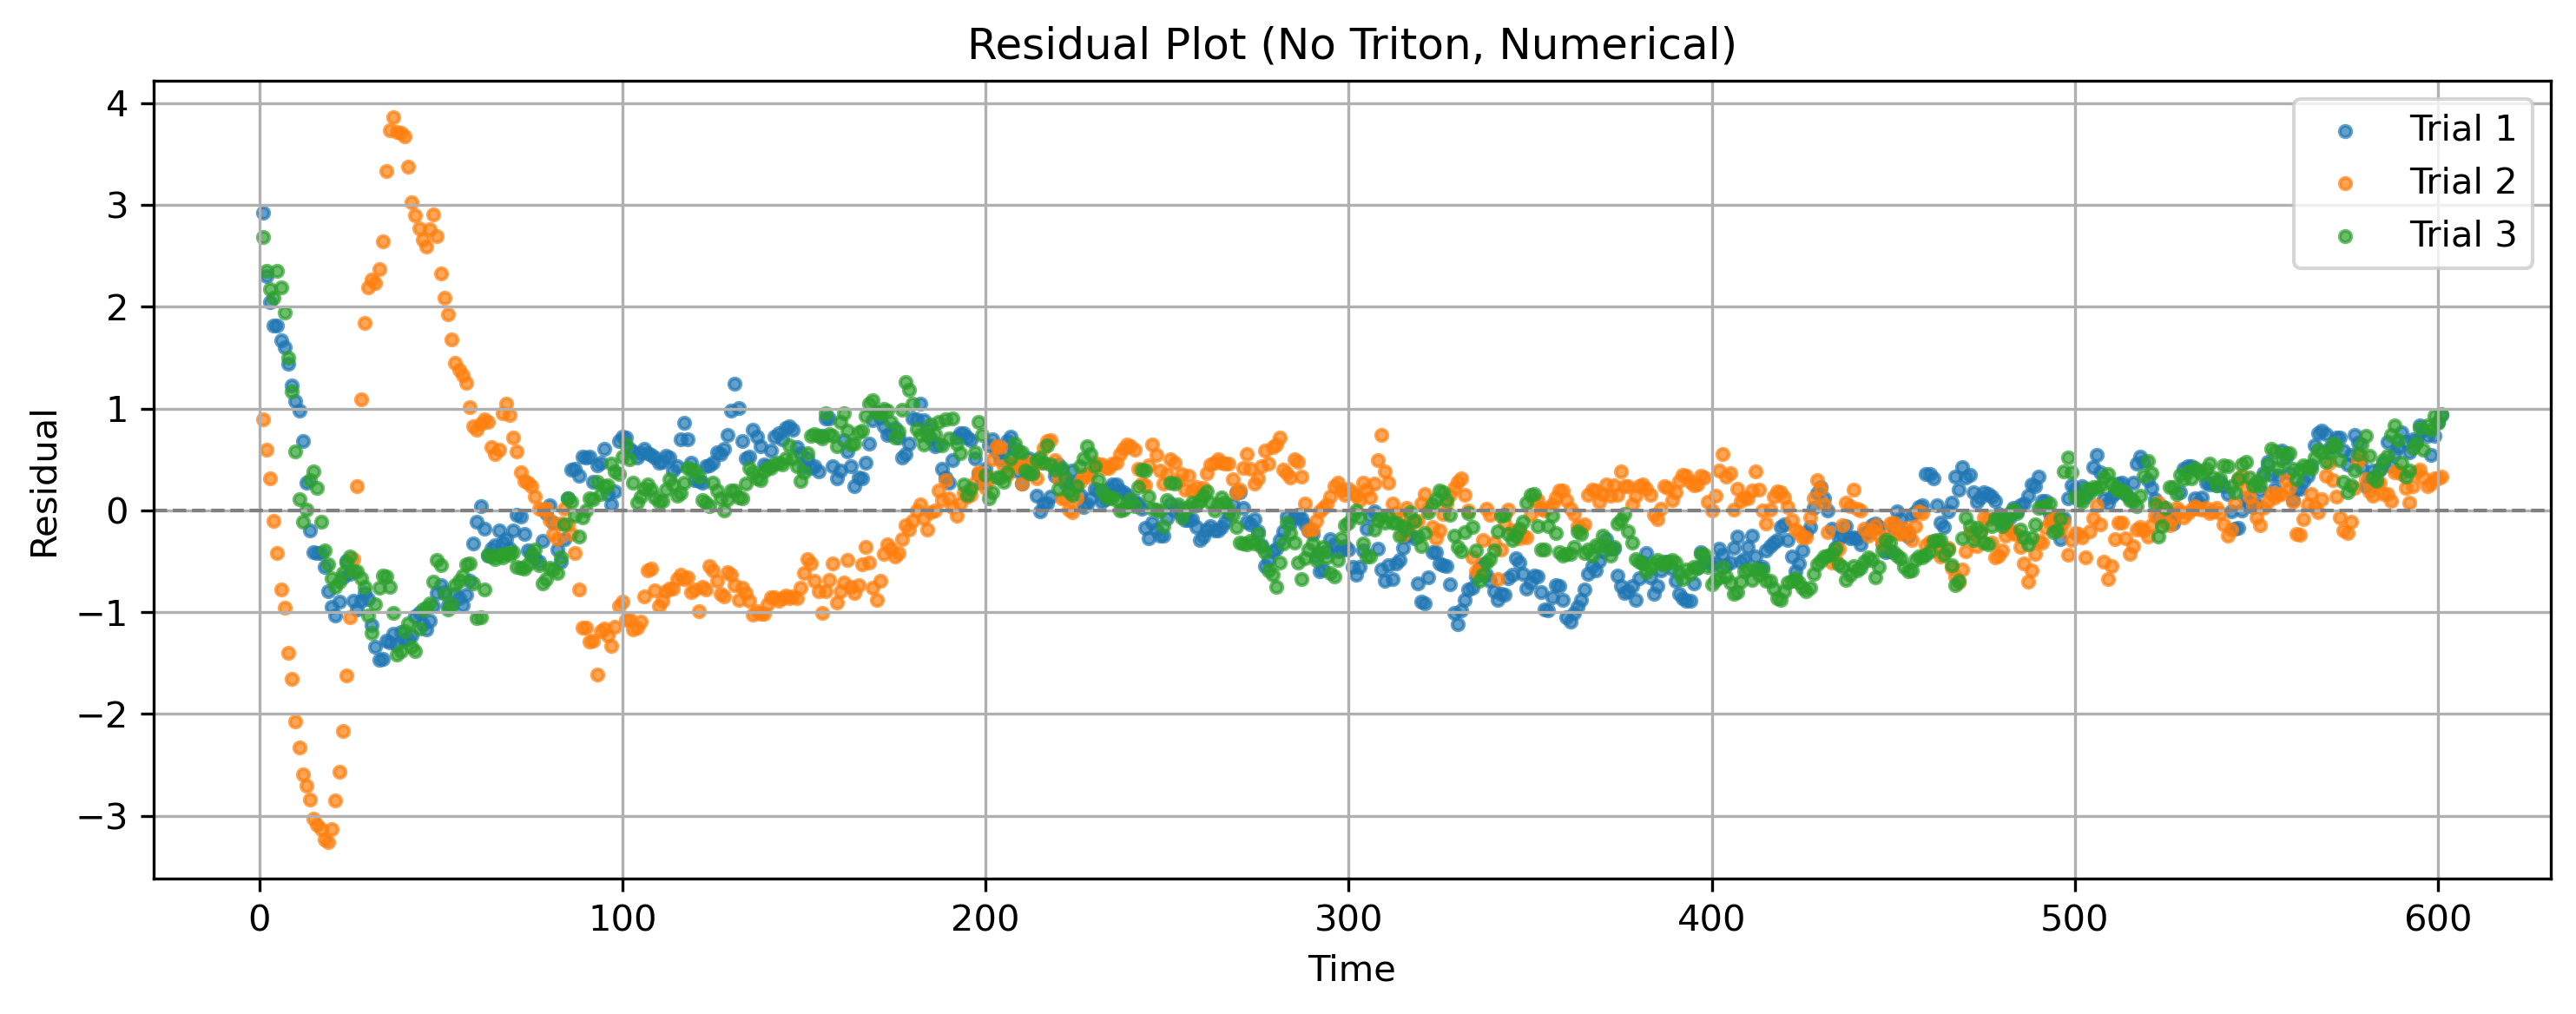 Residual Plot (No Triton, Numerical)
4
3
2
1
0
−1
−2
−3
Residual
Trial 1
Trial 2
Trial 3
0 100 200 300 400 500 600
Time